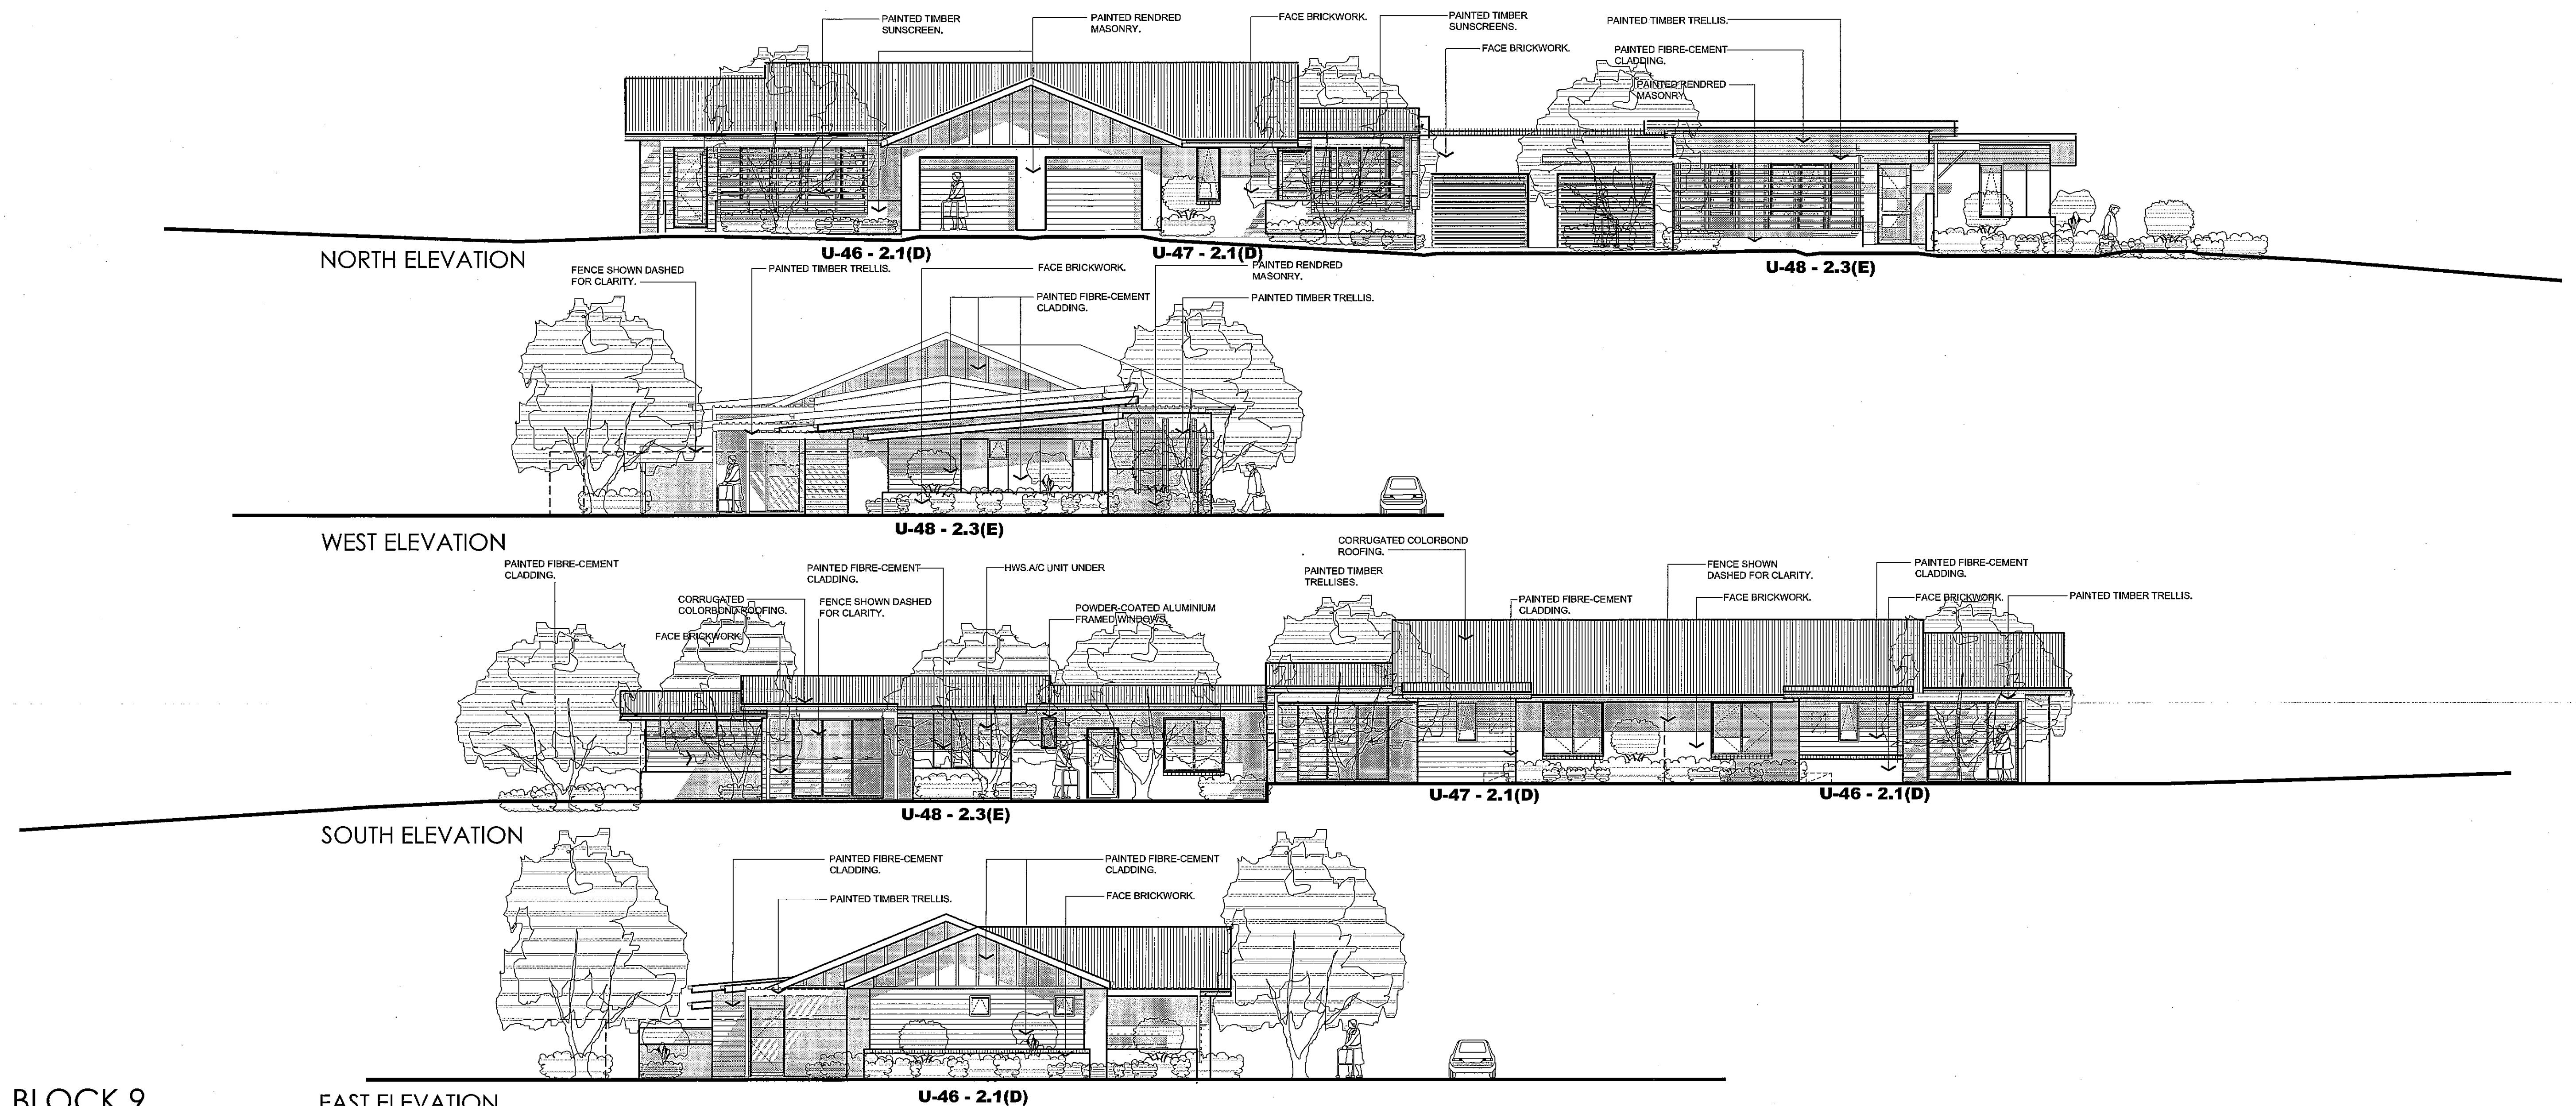 PAINTED TIMBER
SUNSCREEN.
PAINTED RENDRED
MASONRY.
FACE BRICKWORK.
PAINTED TIMBER
SUNSCREENS.
FACE BRICKWORK.
PAINTED TIMBER TRELLIS.
PAINTED FIBRE-CEMENT
CLADDING.
PAINTED RENDRED
MASONRY
NORTH ELEVATION
U-46 - 2.1(D)
U-47 - 2.1(D)
U-48 - 2.3(E)
FENCE SHOWN DASHED
FOR CLARITY.
PAINTED TIMBER TRELLIS.
FACE BRICKWORK.
PAINTED FIBRE-CEMENT
CLADDING.
PAINTED RENDRED
MASONRY.
PAINTED TIMBER TRELLIS.
U-48 - 2.3(E)
WEST ELEVATION
PAINTED FIBRE-CEMENT
CLADDING.
CORRUGATED
COLORBOND ROOFING.
FACE BRICKWORK.
PAINTED FIBRE-CEMENT
CLADDING.
FENCE SHOWN DASHED
FOR CLARITY.
HWS.A/C UNIT UNDER
POWDER-COATED ALUMINIUM
FRAMED WINDOWS.
CORRUGATED COLORBOND
ROOFING.
PAINTED TIMBER
TRELLISES.
PAINTED FIBRE-CEMENT
CLADDING.
FENCE SHOWN
DASHED FOR CLARITY.
FACE BRICKWORK.
PAINTED FIBRE-CEMENT
CLADDING.
FACE BRICKWORK.
PAINTED TIMBER TRELLIS.
U-48 - 2.3(E)
U-47 - 2.1(D)
U-46 - 2.1(D)
SOUTH ELEVATION
PAINTED FIBRE-CEMENT
CLADDING.
PAINTED TIMBER TRELLIS.
PAINTED FIBRE-CEMENT
CLADDING.
FACE BRICKWORK.
U-46 - 2.1(D)
BLOCK 9
EAST ELEVATION